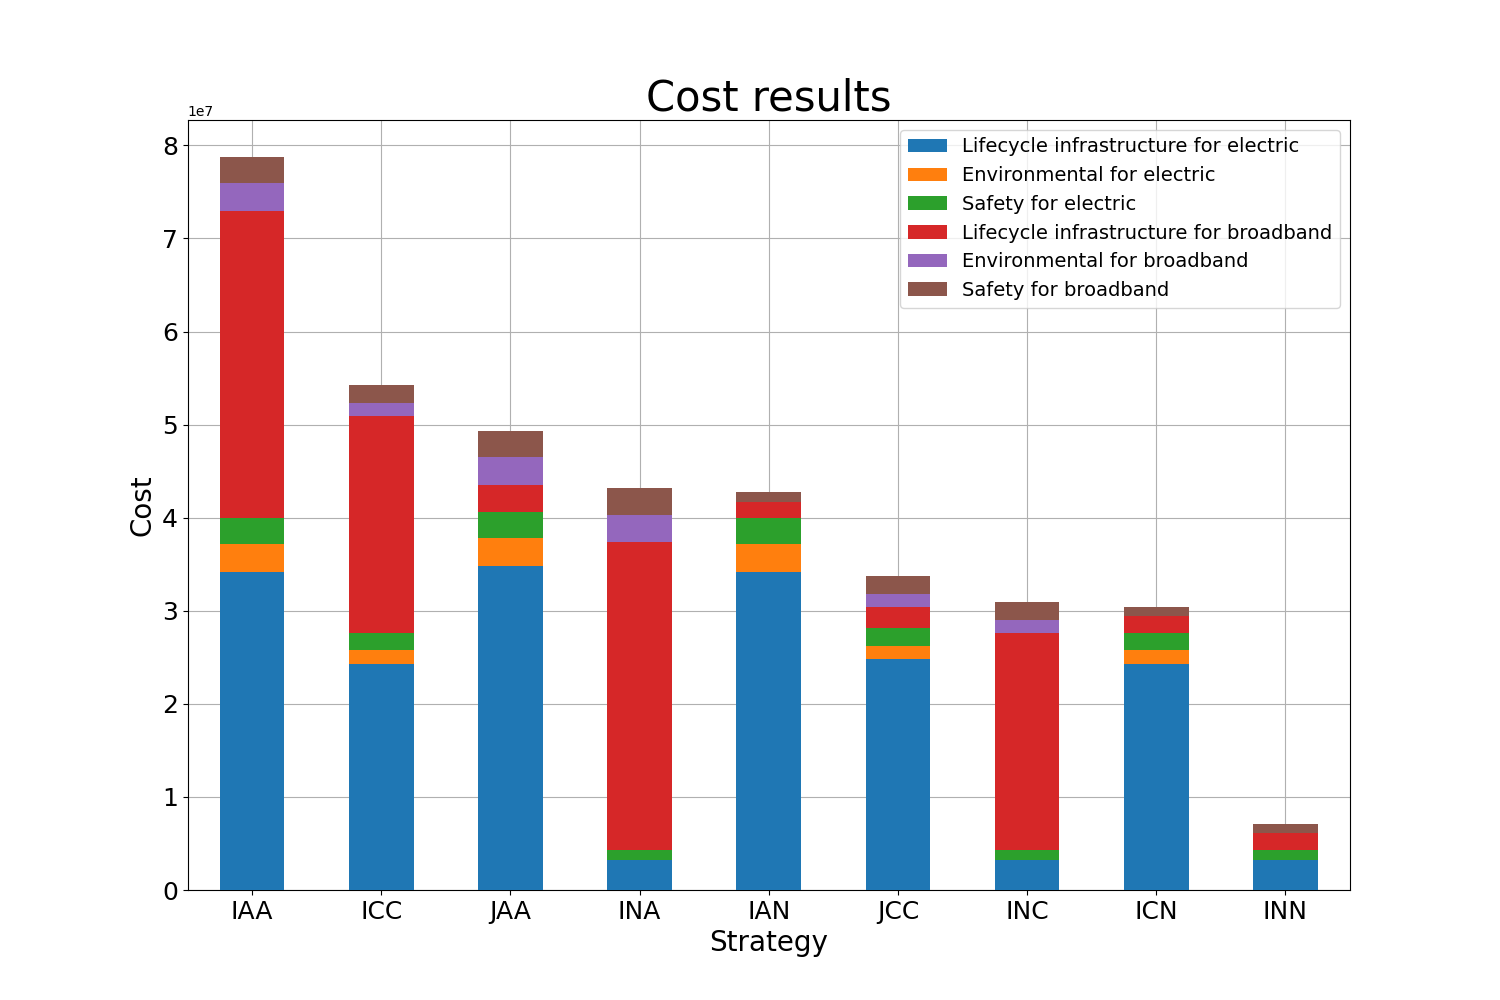 Cost results
1e7
8
7
6
5
4
3
2
1
0
Cost
Lifecycle infrastructure for electric
Environmental for electric
Safety for electric
Lifecycle infrastructure for broadband
Environmental for broadband
Safety for broadband
IAA ICC JAA INA IAN JCC INC ICN INN
Strategy